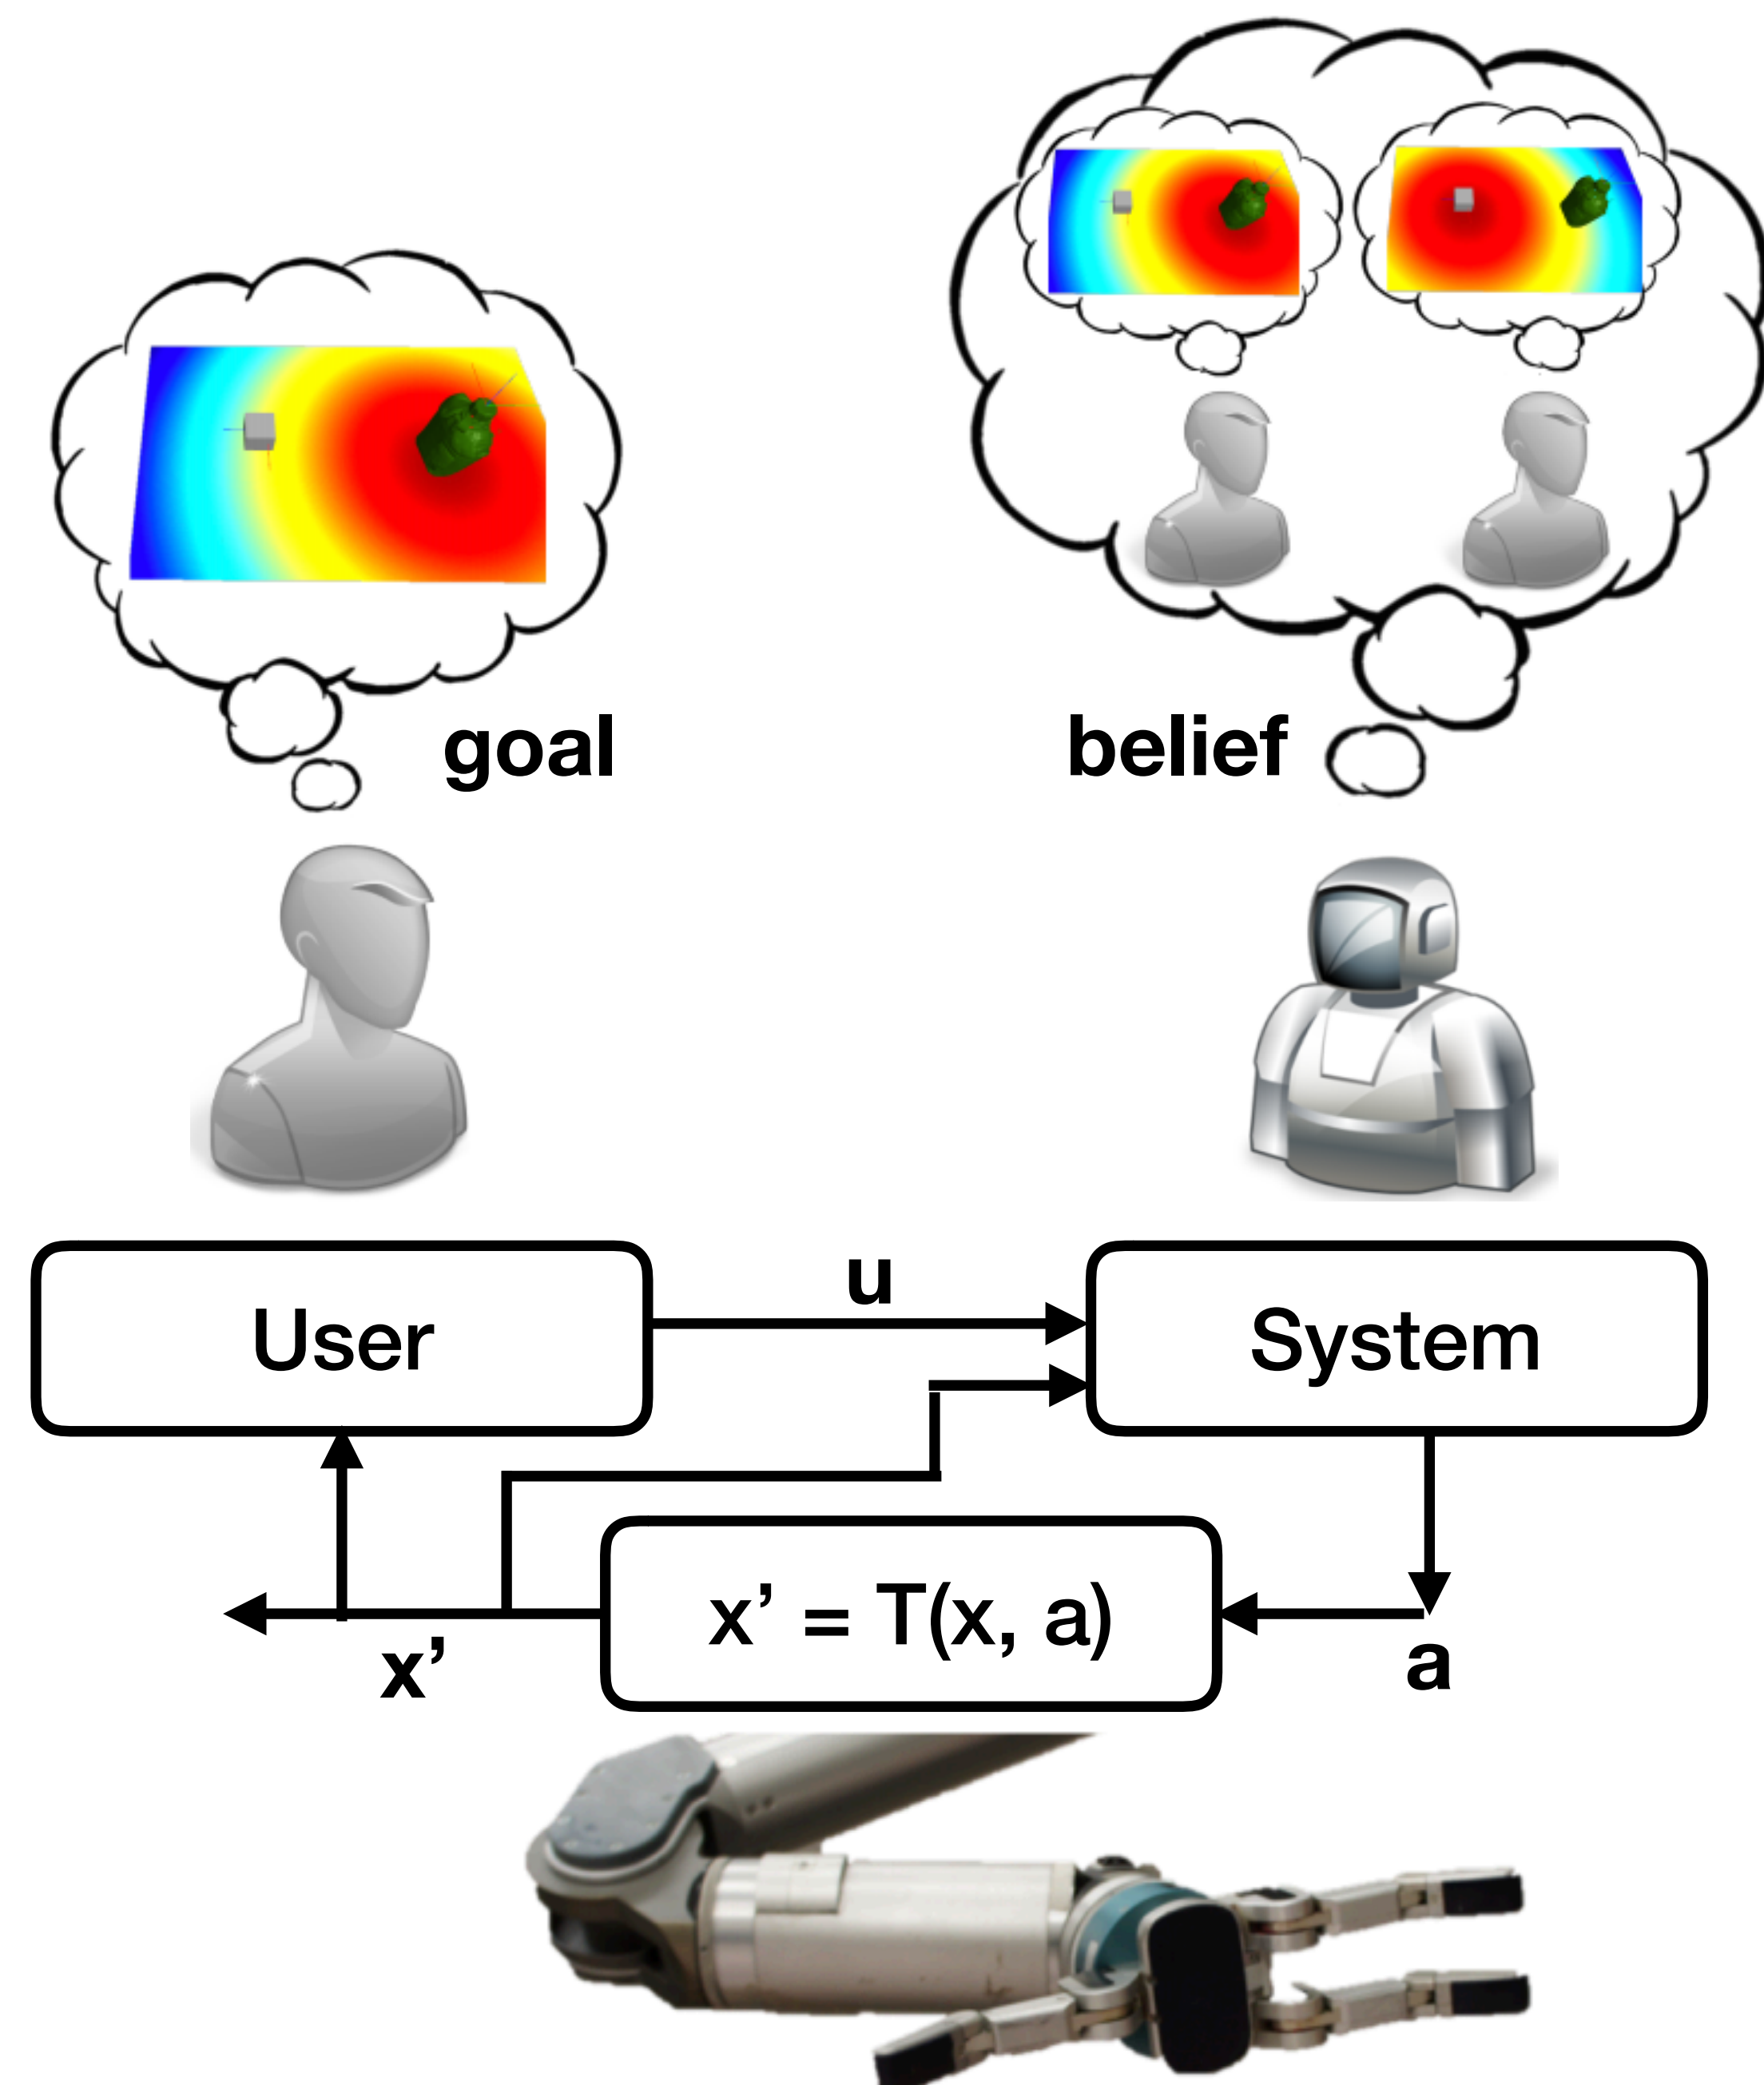 goal
belief
u
User
System
x’ = T(x, a)
x’
a